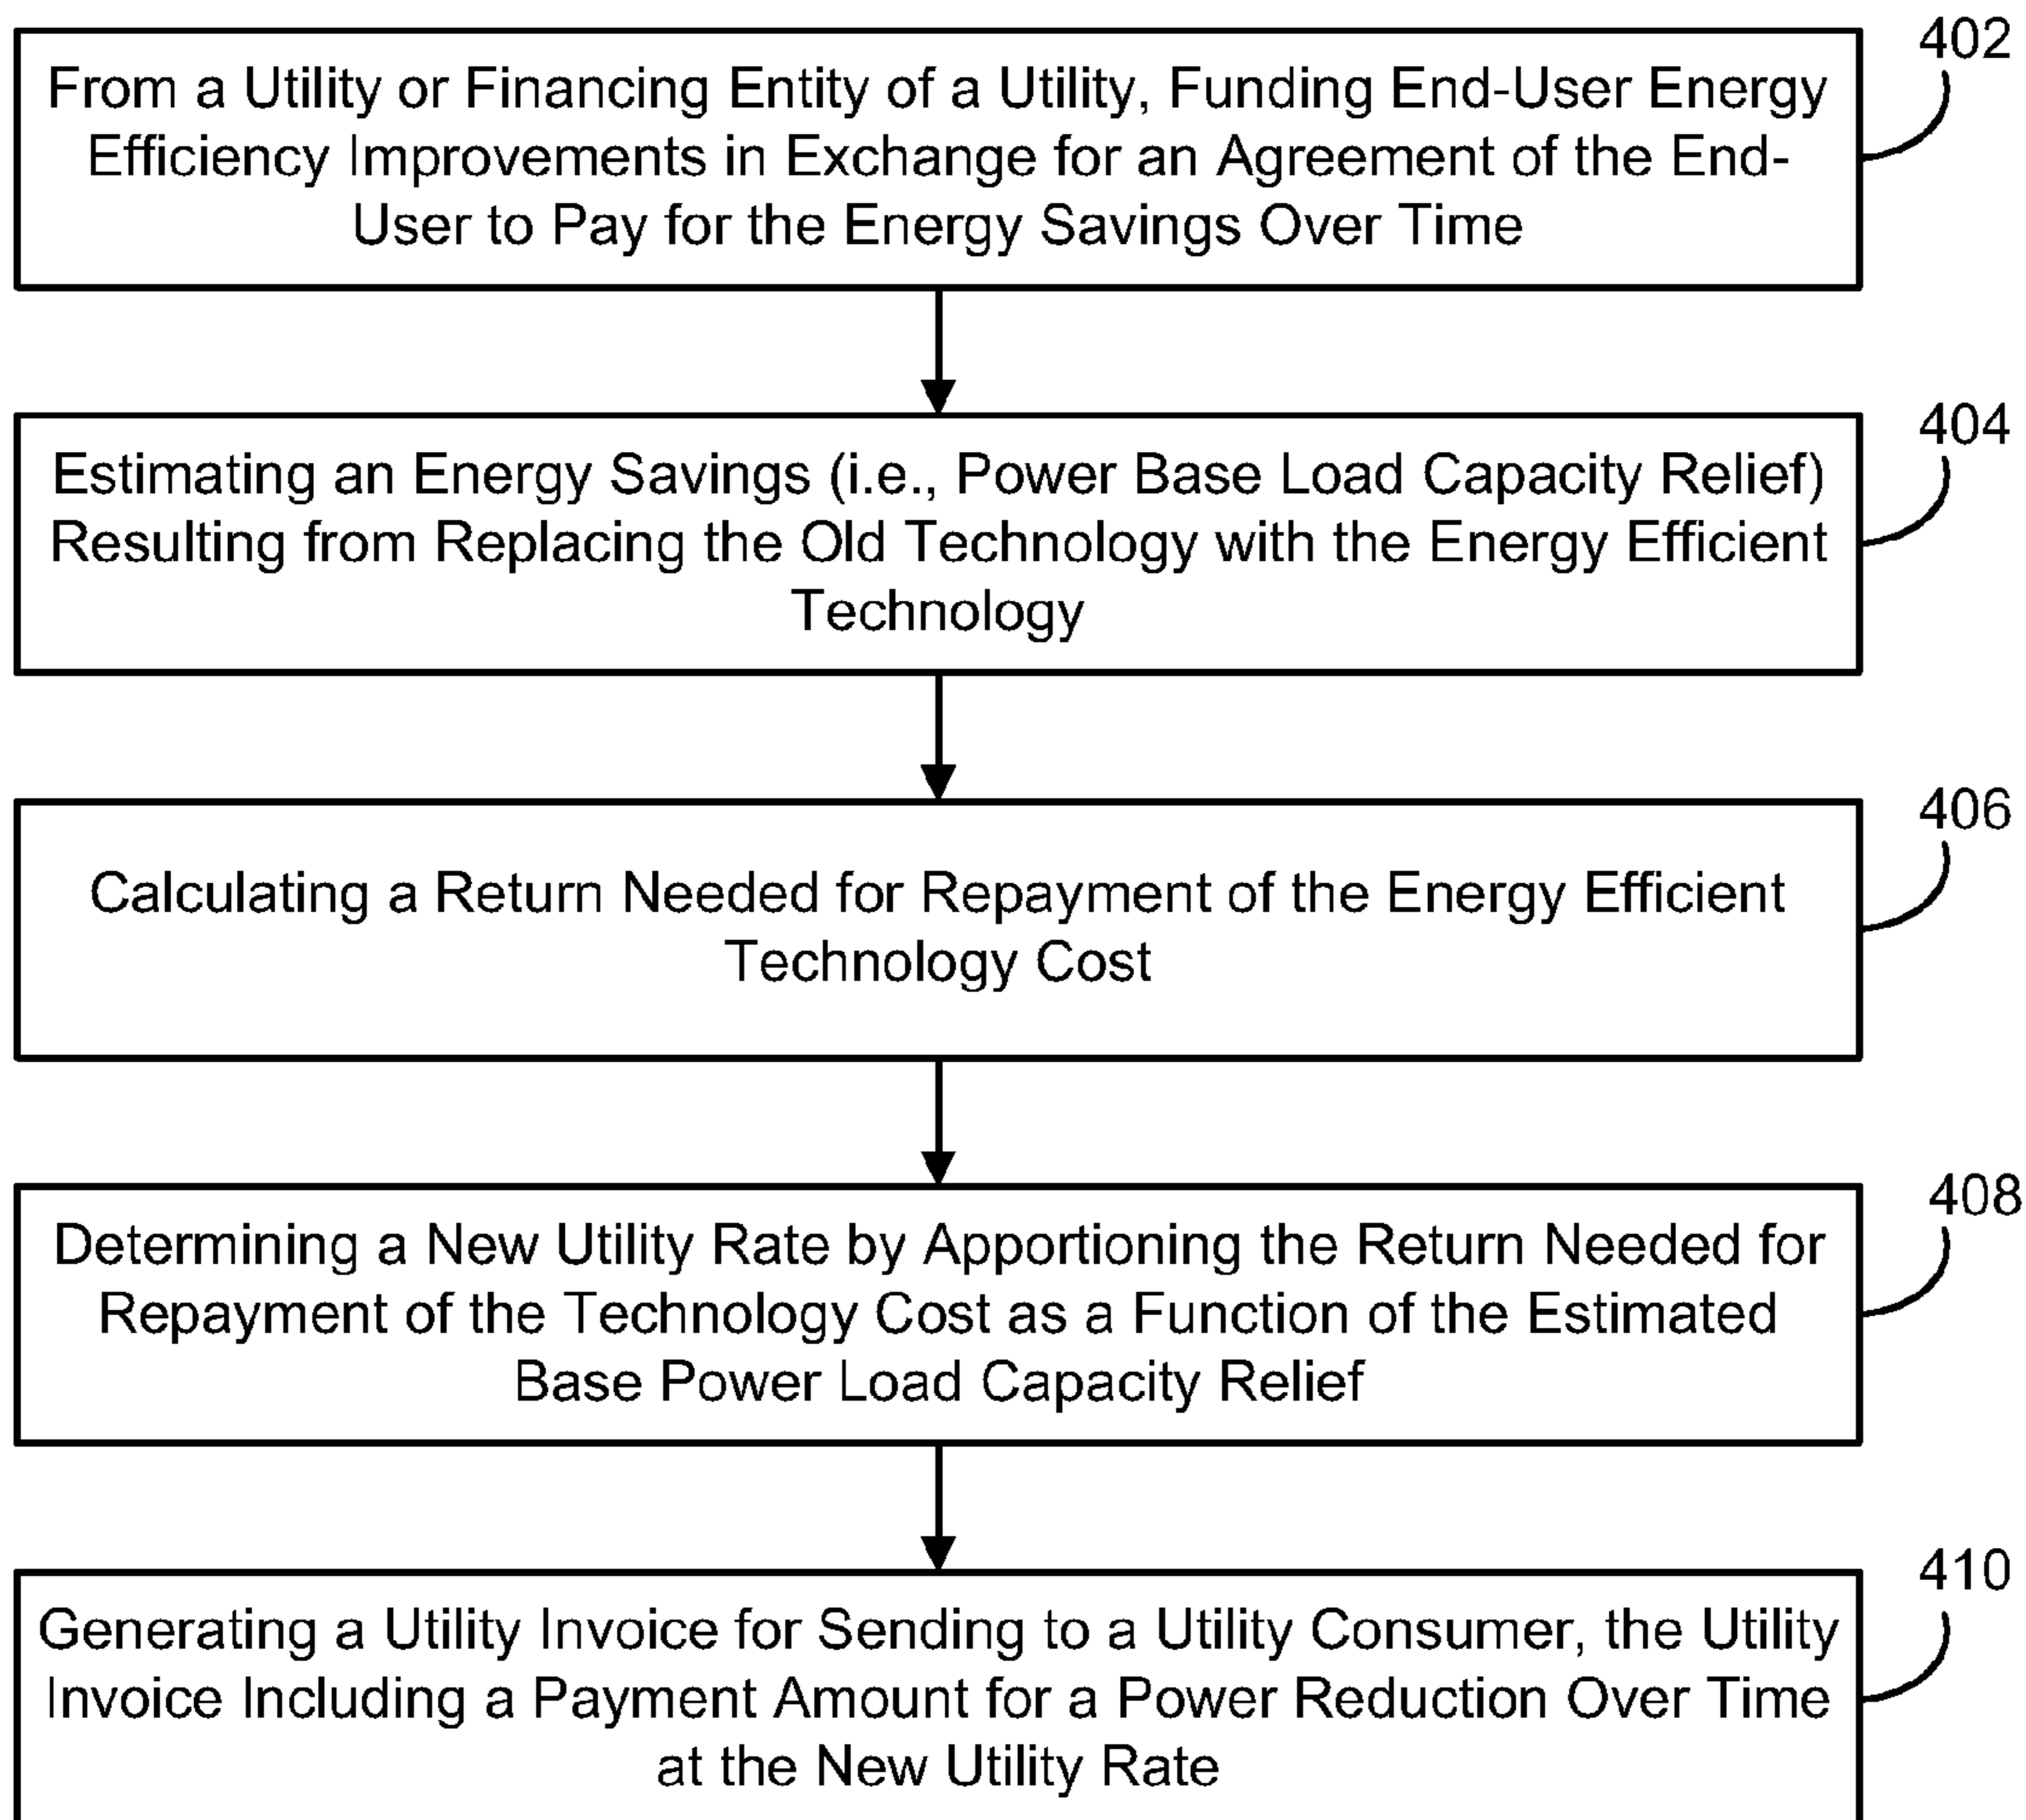 402
From a Utility or Financing Entity of a Utility, Funding End-User Energy
Efficiency Improvements in Exchange for an Agreement of the End-
User to Pay for the Energy Savings Over Time
404
Estimating an Energy Savings (i.e., Power Base Load Capacity Relief)
Resulting from Replacing the Old Technology with the Energy Efficient
Technology
406
Calculating a Return Needed for Repayment of the Energy Efficient
Technology Cost
408
Determining a New Utility Rate by Apportioning the Return Needed for
Repayment of the Technology Cost as a Function of the Estimated
Base Power Load Capacity Relief
410
Generating a Utility Invoice for Sending to a Utility Consumer, the Utility
Invoice Including a Payment Amount for a Power Reduction Over Time
at the New Utility Rate